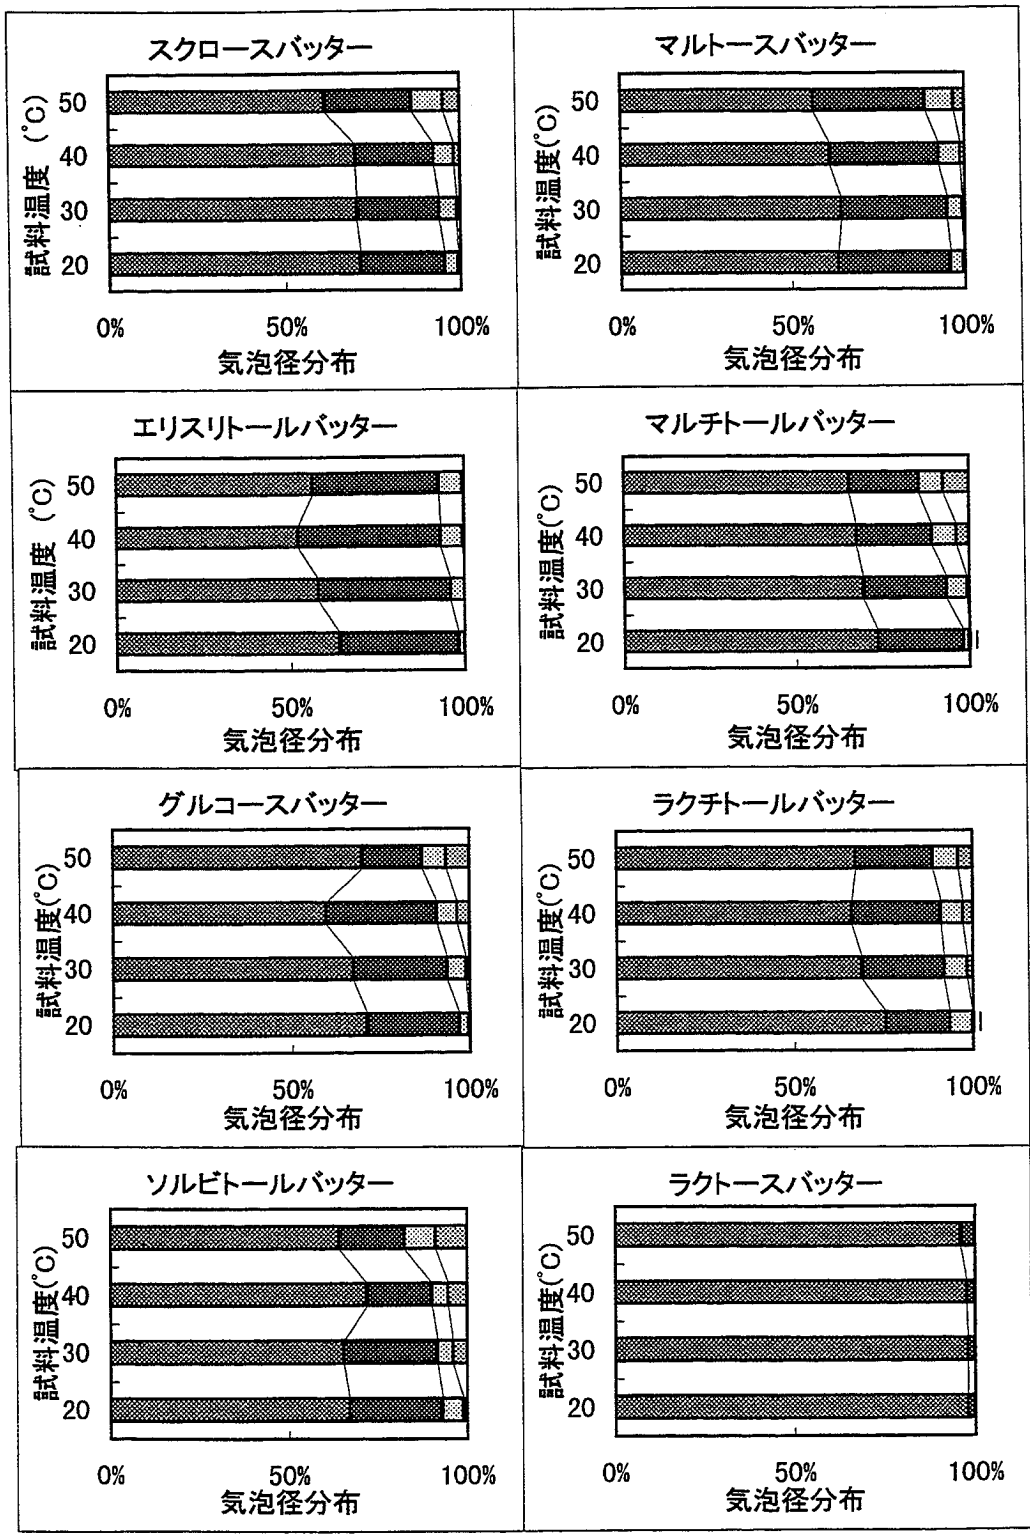 スクロースバッター
試料温度 (℃)
50
40
30
20
0% 50% 100%
気泡径分布
マルトースバッター
試料温度(℃)
50
40
30
20
0% 50% 100%
気泡径分布
エリスリトールバッター
試料温度 (℃)
50
40
30
20
0% 50% 100%
気泡径分布
マルチトールバッター
試料温度(℃)
50
40
30
20
0% 50% 100%
気泡径分布
グルコースバッター
試料温度(℃)
50
40
30
20
0% 50% 100%
気泡径分布
ラクチトールバッター
試料温度(℃)
50
40
30
20
0% 50% 100%
気泡径分布
ソルビトールバッター
試料温度(℃)
50
40
30
20
0% 50% 100%
気泡径分布
ラクトースバッター
試料温度(℃)
50
40
30
20
0% 50% 100%
気泡径分布